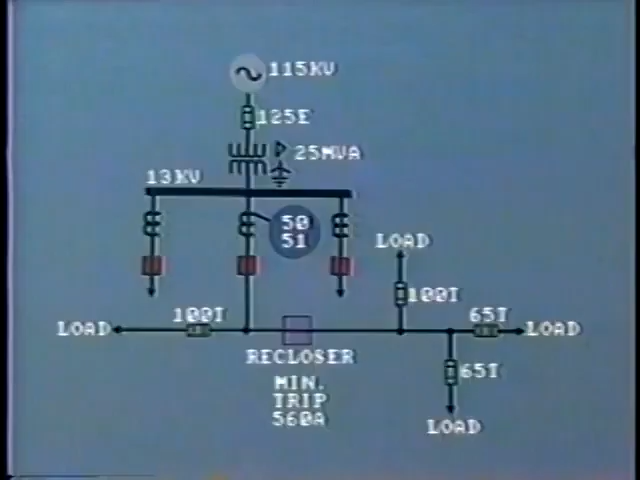 115KV
125E
25MVA
13KV
50
51
LOAD
100T
100T
65T
LOAD
LOAD
RECLOSER
65T
MIN.
TRIP
560A
LOAD